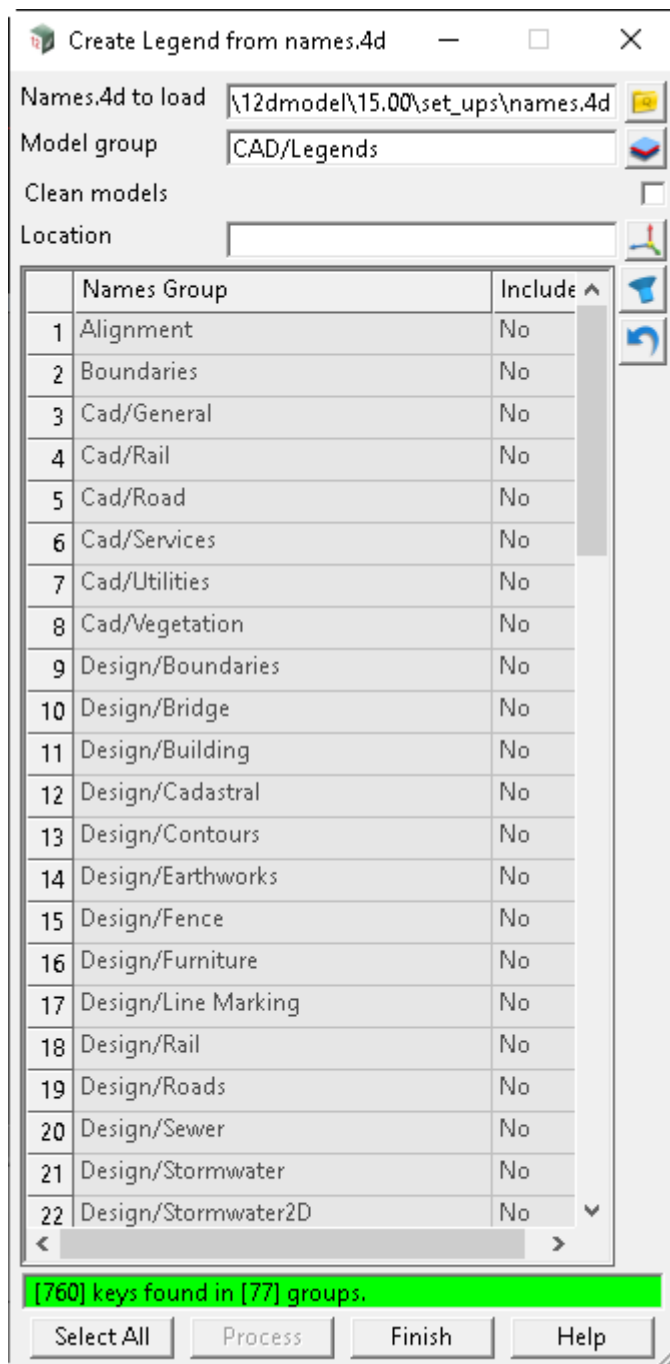 Create Legend from names.4d
Names.4d to load \12dmodel\15.00\set_ups\names.4d
Model group CAD/Legends
Clean models
Location
Names Group Include
1 Alignment No
2 Boundaries No
3 Cad/General No
4 Cad/Rail No
5 Cad/Road No
6 Cad/Services No
7 Cad/Utilities No
8 Cad/Vegetation No
9 Design/Boundaries No
10 Design/Bridge No
11 Design/Building No
12 Design/Cadastral No
13 Design/Contours No
14 Design/Earthworks No
15 Design/Fence No
16 Design/Furniture No
17 Design/Line Marking No
18 Design/Rail No
19 Design/Roads No
20 Design/Sewer No
21 Design/Stormwater No
22 Design/Stormwater2D No
[760] keys found in [77] groups.
Select All Process Finish Help